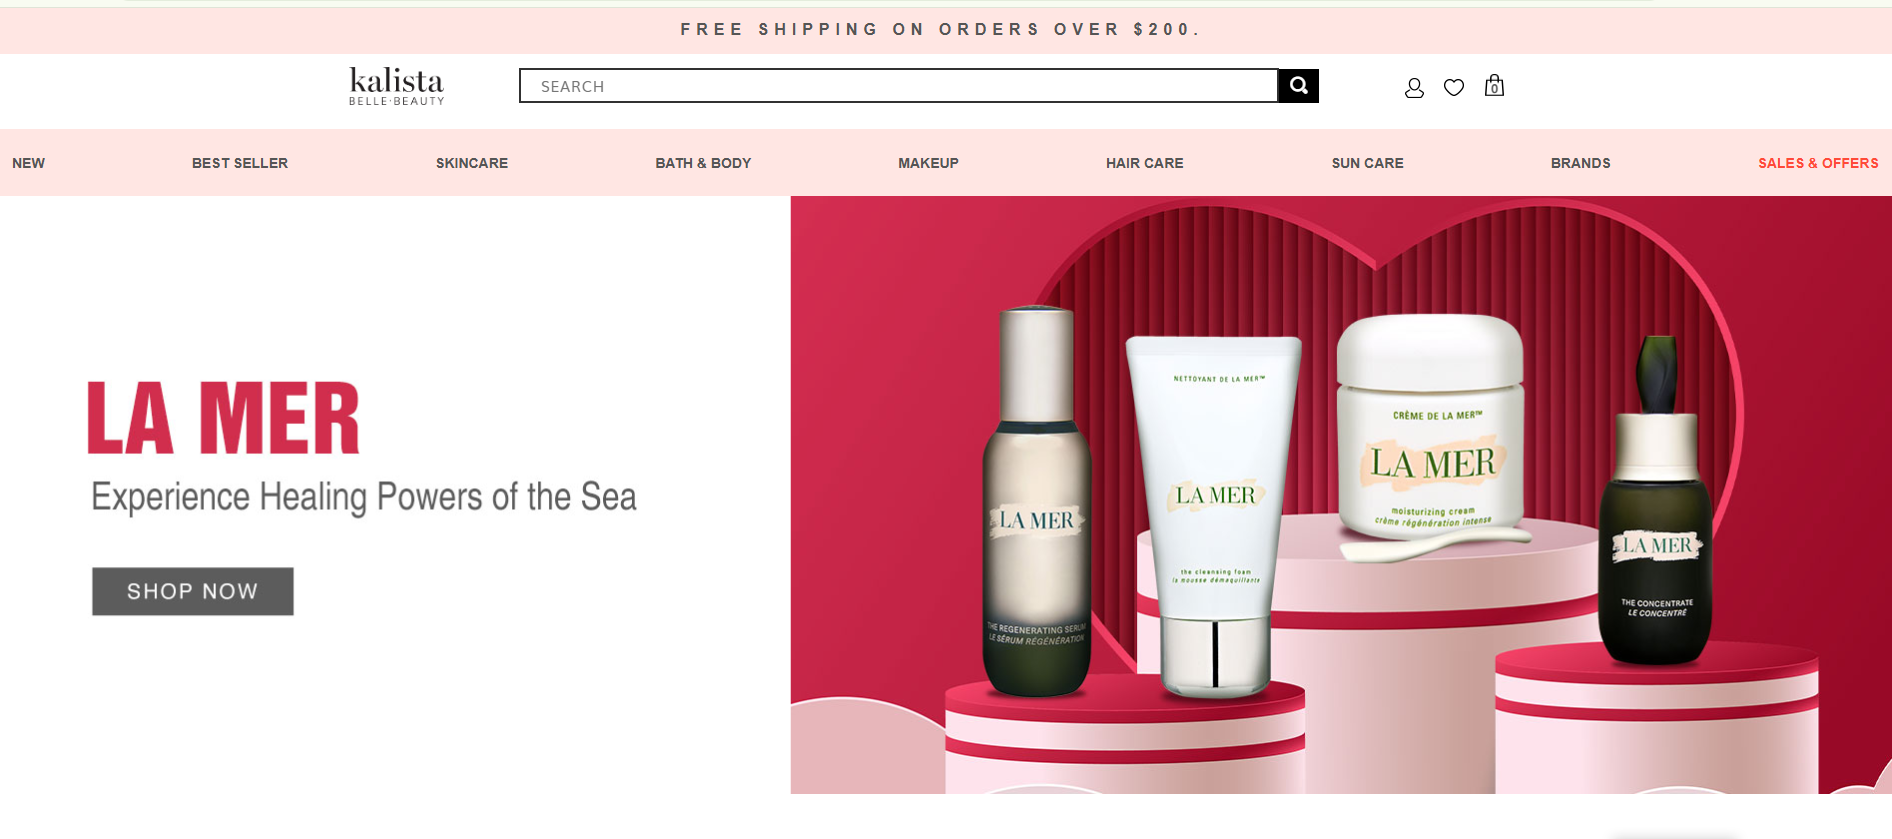 FREE SHIPPING ON ORDERS OVER $200.
kalista
BELLE·BEAUTY
SEARCH
0
NEW
BEST SELLER
SKINCARE
BATH & BODY
MAKEUP
HAIR CARE
SUN CARE
BRANDS
SALES & OFFERS
LA MER
Experience Healing Powers of the Sea
SHOP NOW
LA MER
THE REGENERATING SERUM
LE SÉRUM RÉGÉNÉRATION
NETTOYANT DE LA MER™
LA MER
the cleansing foam
la mousse démaquillante
CRÈME DE LA MER™
LA MER
moisturizing cream
crème régénération intense
LA MER
THE CONCENTRATE
LE CONCENTRÉ